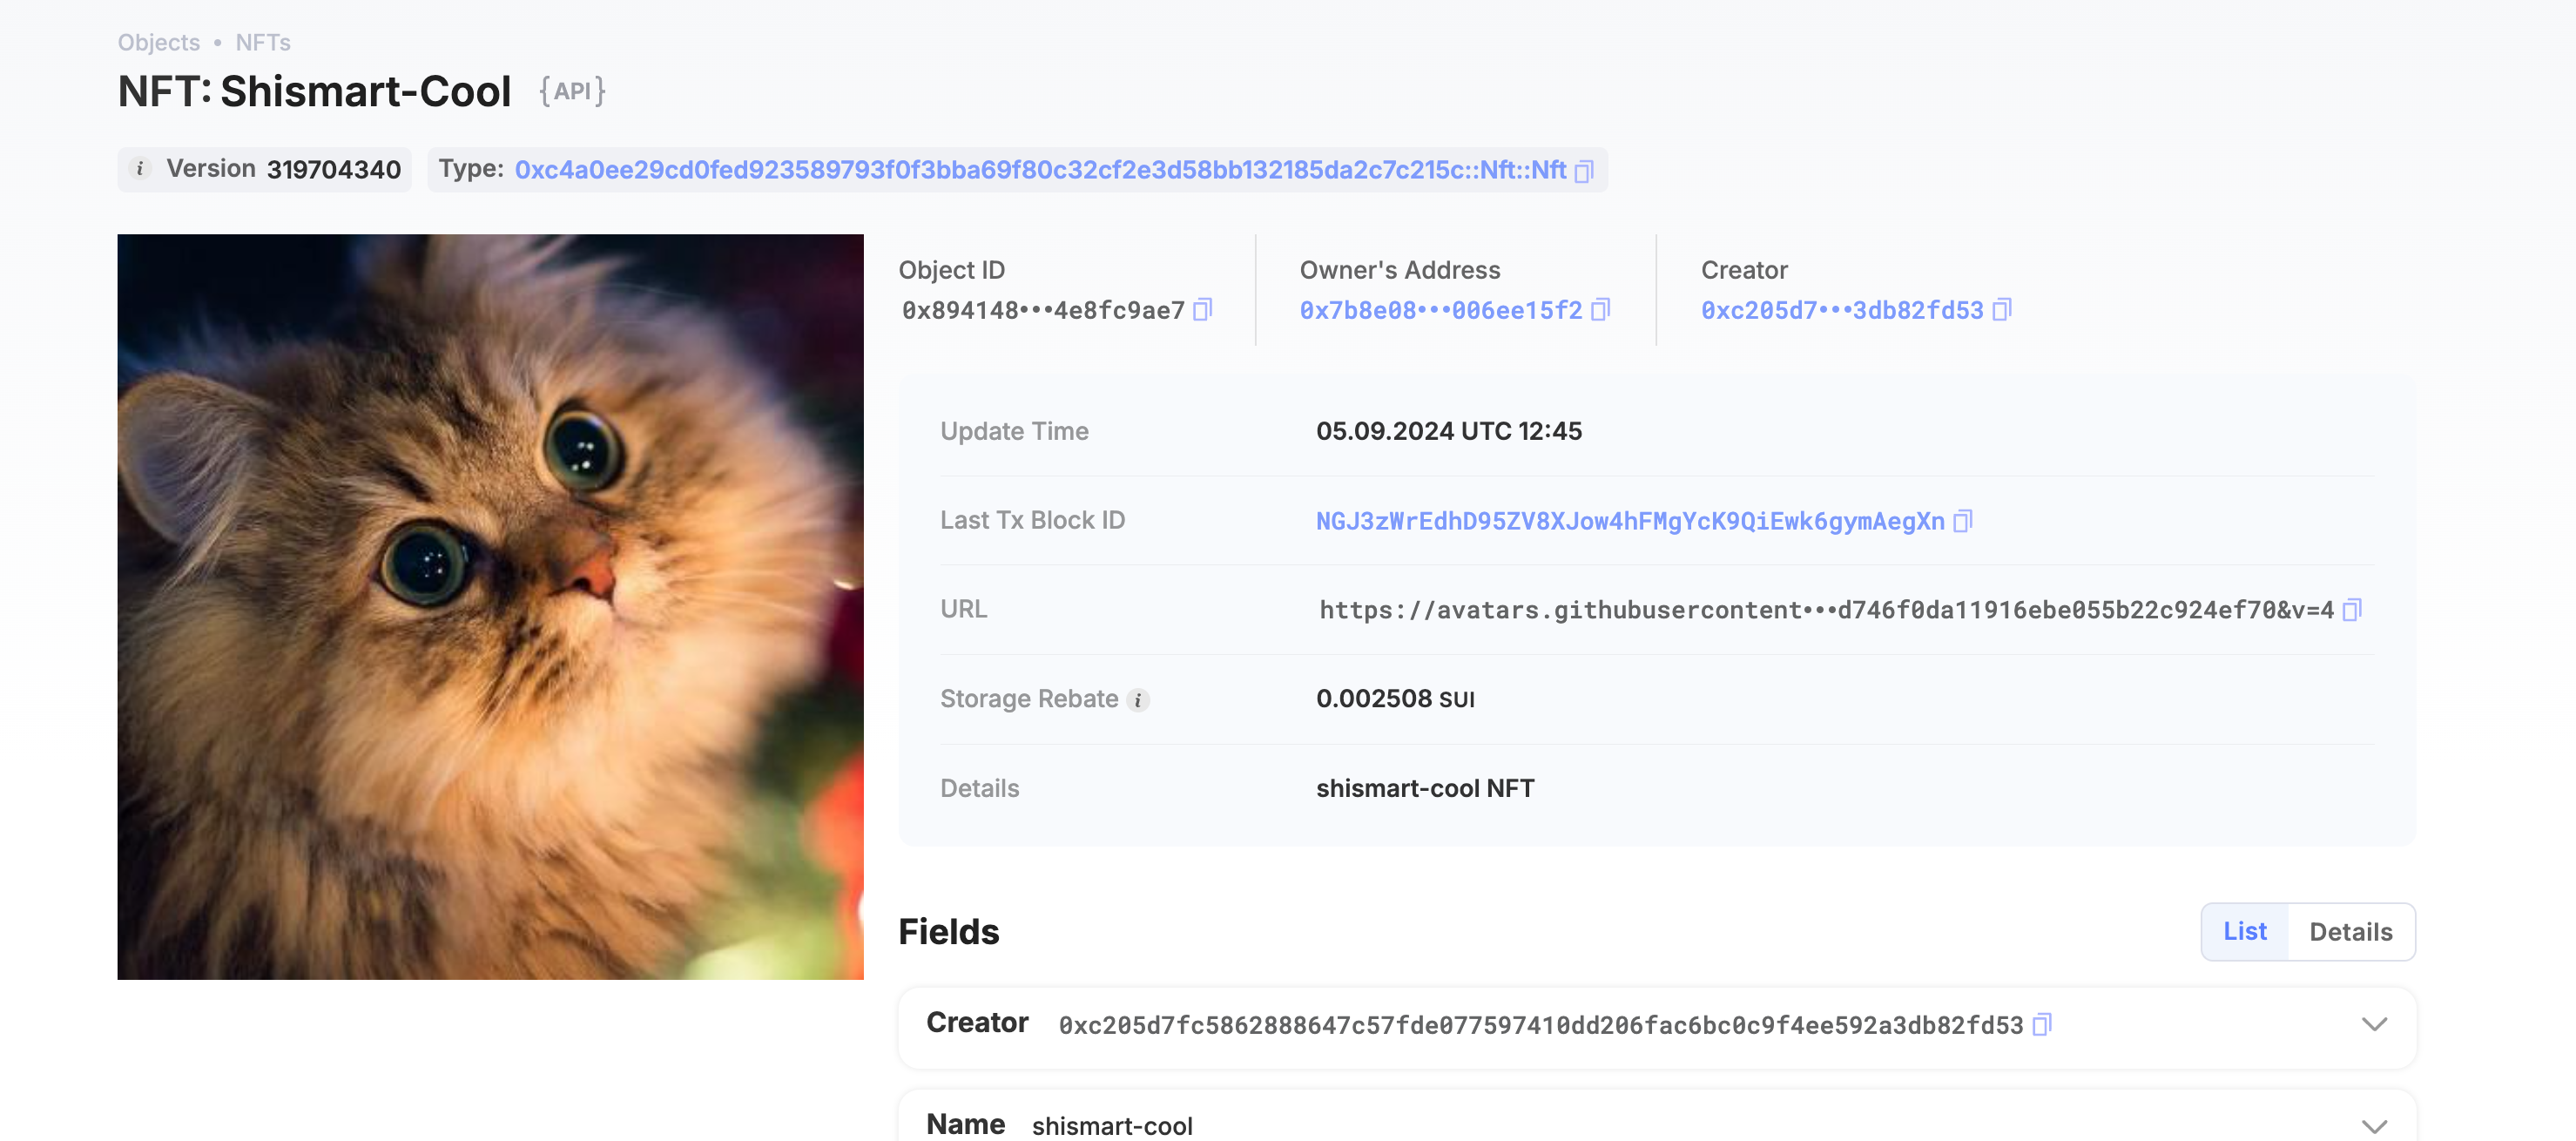 Objects • NFTs
NFT: Shismart-Cool {API}
i Version 319704340 Type: 0xc4a0ee29cd0fed923589793f0f3bba69f80c32cf2e3d58bb132185da2c7c215c::Nft::Nft
Object ID Owner's Address Creator
0x894148•••4e8fc9ae7 0x7b8e08•••006ee15f2 0xc205d7•••3db82fd53
Update Time 05.09.2024 UTC 12:45
Last Tx Block ID NGJ3zWrEdhD95ZV8XJow4hFMgYcK9QiEwk6gymAegXn
URL https://avatars.githubusercontent•••d746f0da11916ebe055b22c924ef70&v=4
Storage Rebate i 0.002508 SUI
Details shismart-cool NFT
Fields List Details
Creator 0xc205d7fc5862888647c57fde077597410dd206fac6bc0c9f4ee592a3db82fd53
Name shismart-cool